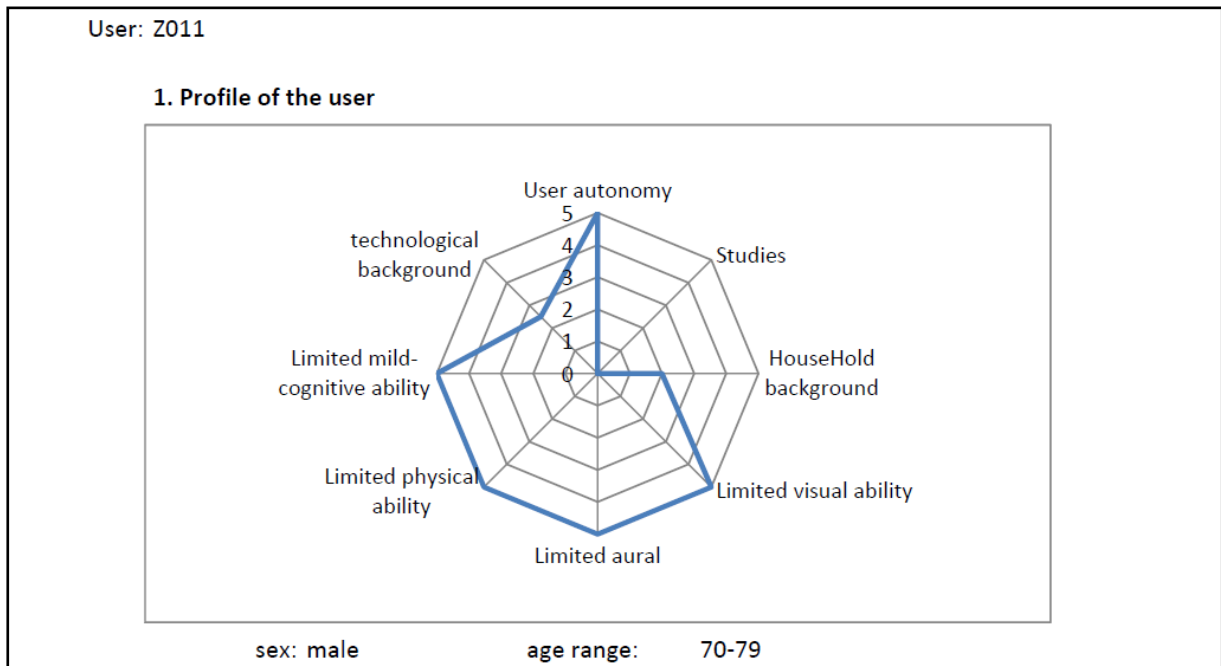 User: Z011
1. Profile of the user
User autonomy
5
4
3
2
1
0
Studies
HouseHold
background
Limited visual ability
Limited aural
Limited physical
ability
Limited mild-
cognitive ability
technological
background
sex: male age range: 70-79